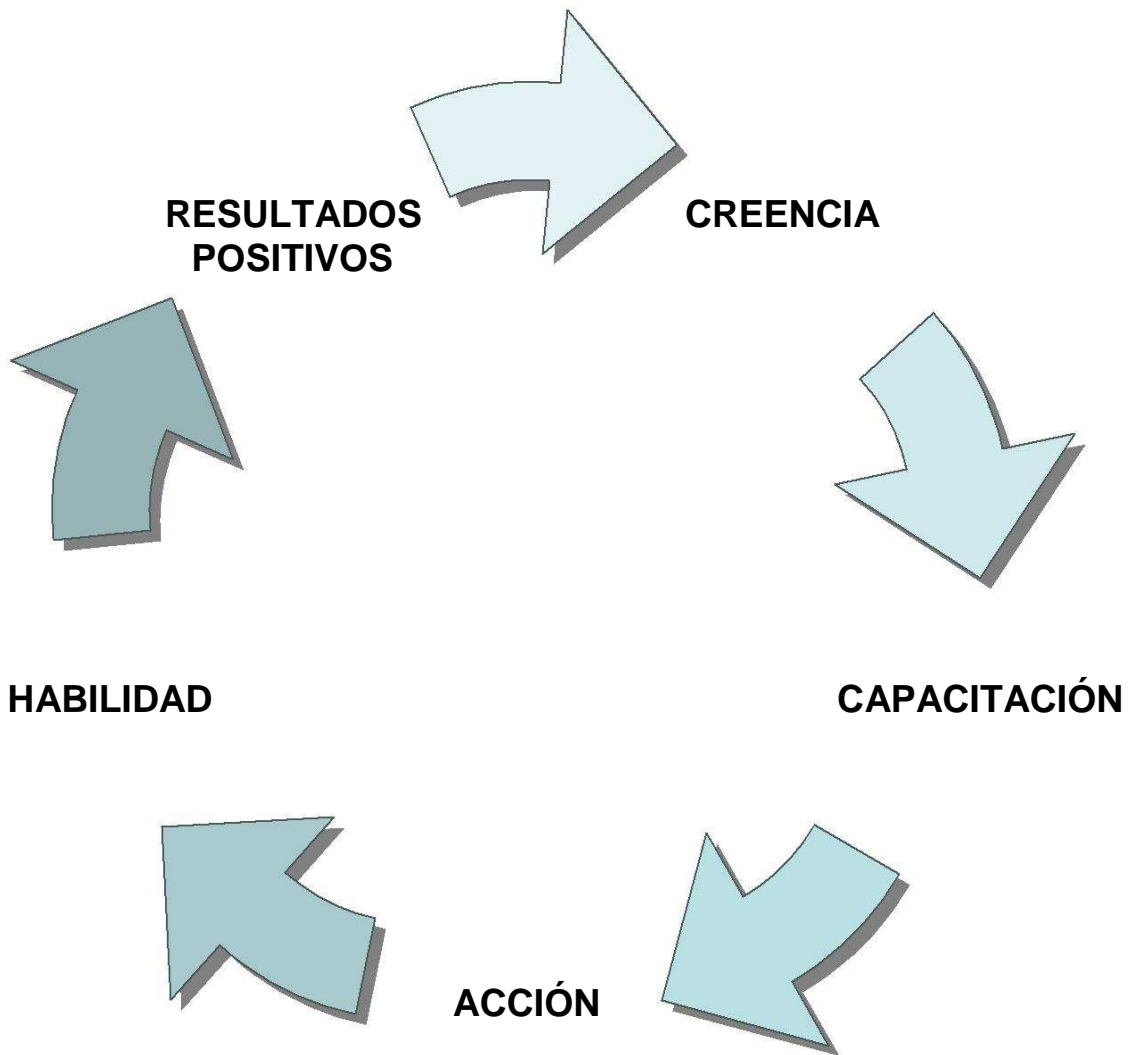 RESULTADOS
POSITIVOS
CREENCIA
HABILIDAD
CAPACITACIÓN
ACCIÓN